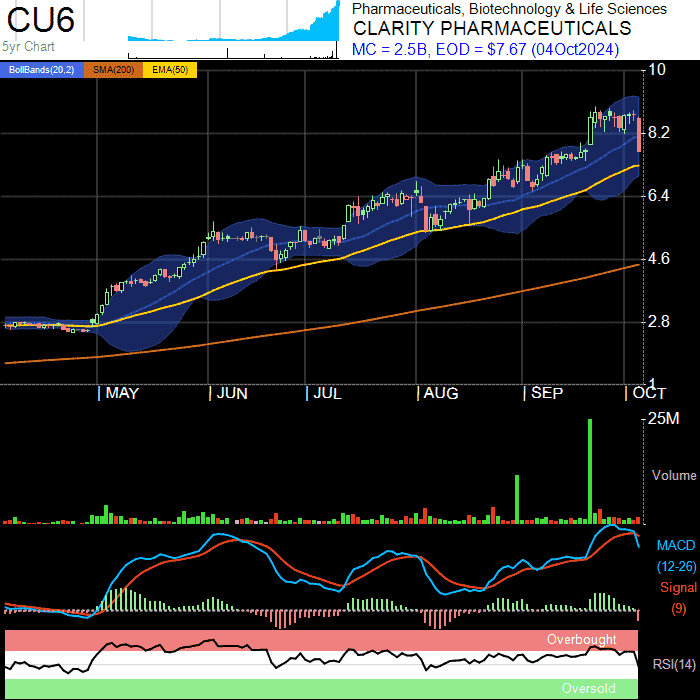 CU6
5yr Chart
Pharmaceuticals, Biotechnology & Life Sciences
CLARITY PHARMACEUTICALS
MC = 2.5B, EOD = $7.67 (04Oct2024)
BollBands(20,2) SMA(200) EMA(50)
10
8.2
6.4
4.6
2.8
1
MAY JUN JUL AUG SEP OCT
25M
Volume
MACD
(12-26)
Signal
(9)
Overbought
RSI(14)
Oversold